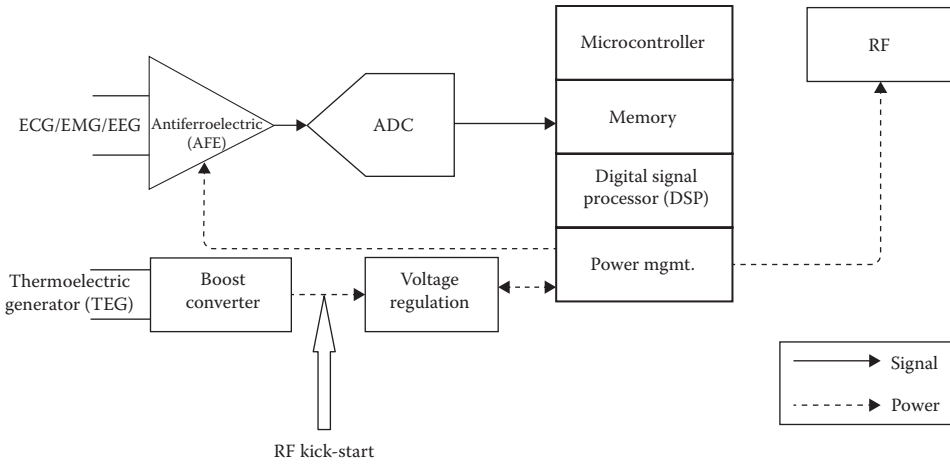 Microcontroller
RF
ECG/EMG/EEG
Antiferroelectric
(AFE)
ADC
Memory
Digital signal
processor (DSP)
Thermoelectric
generator (TEG)
Boost
converter
Voltage
regulation
Power mgmt.
RF kick-start
Signal
Power